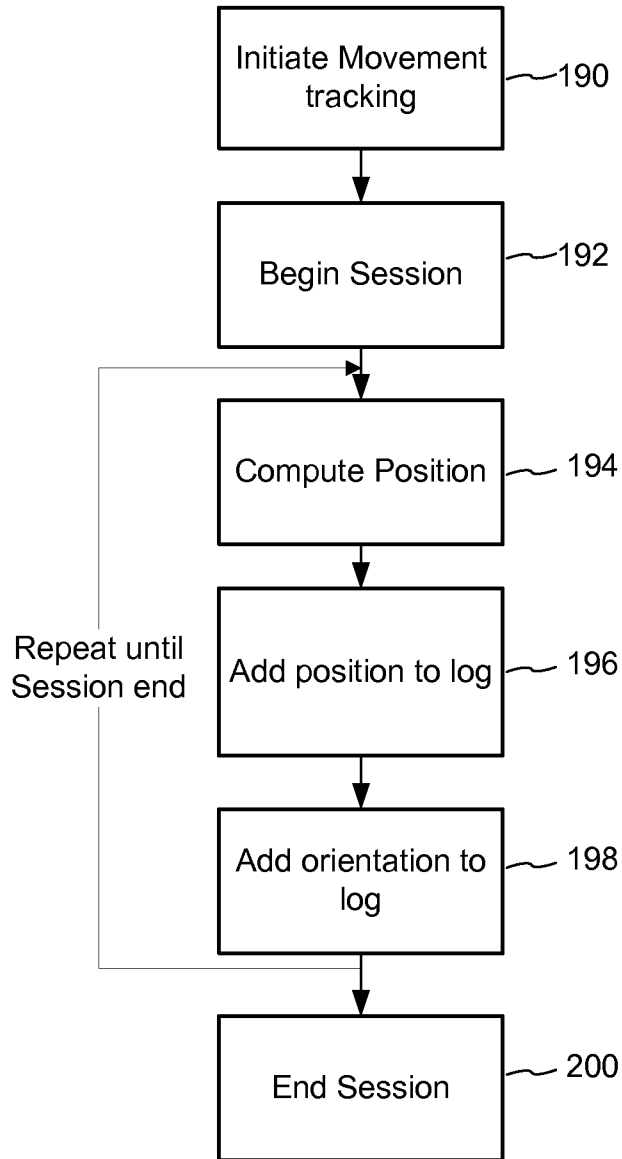 Initiate Movement
tracking
190
Begin Session
192
Compute Position
194
Repeat until
Session end
Add position to log
196
Add orientation to
log
198
End Session
200